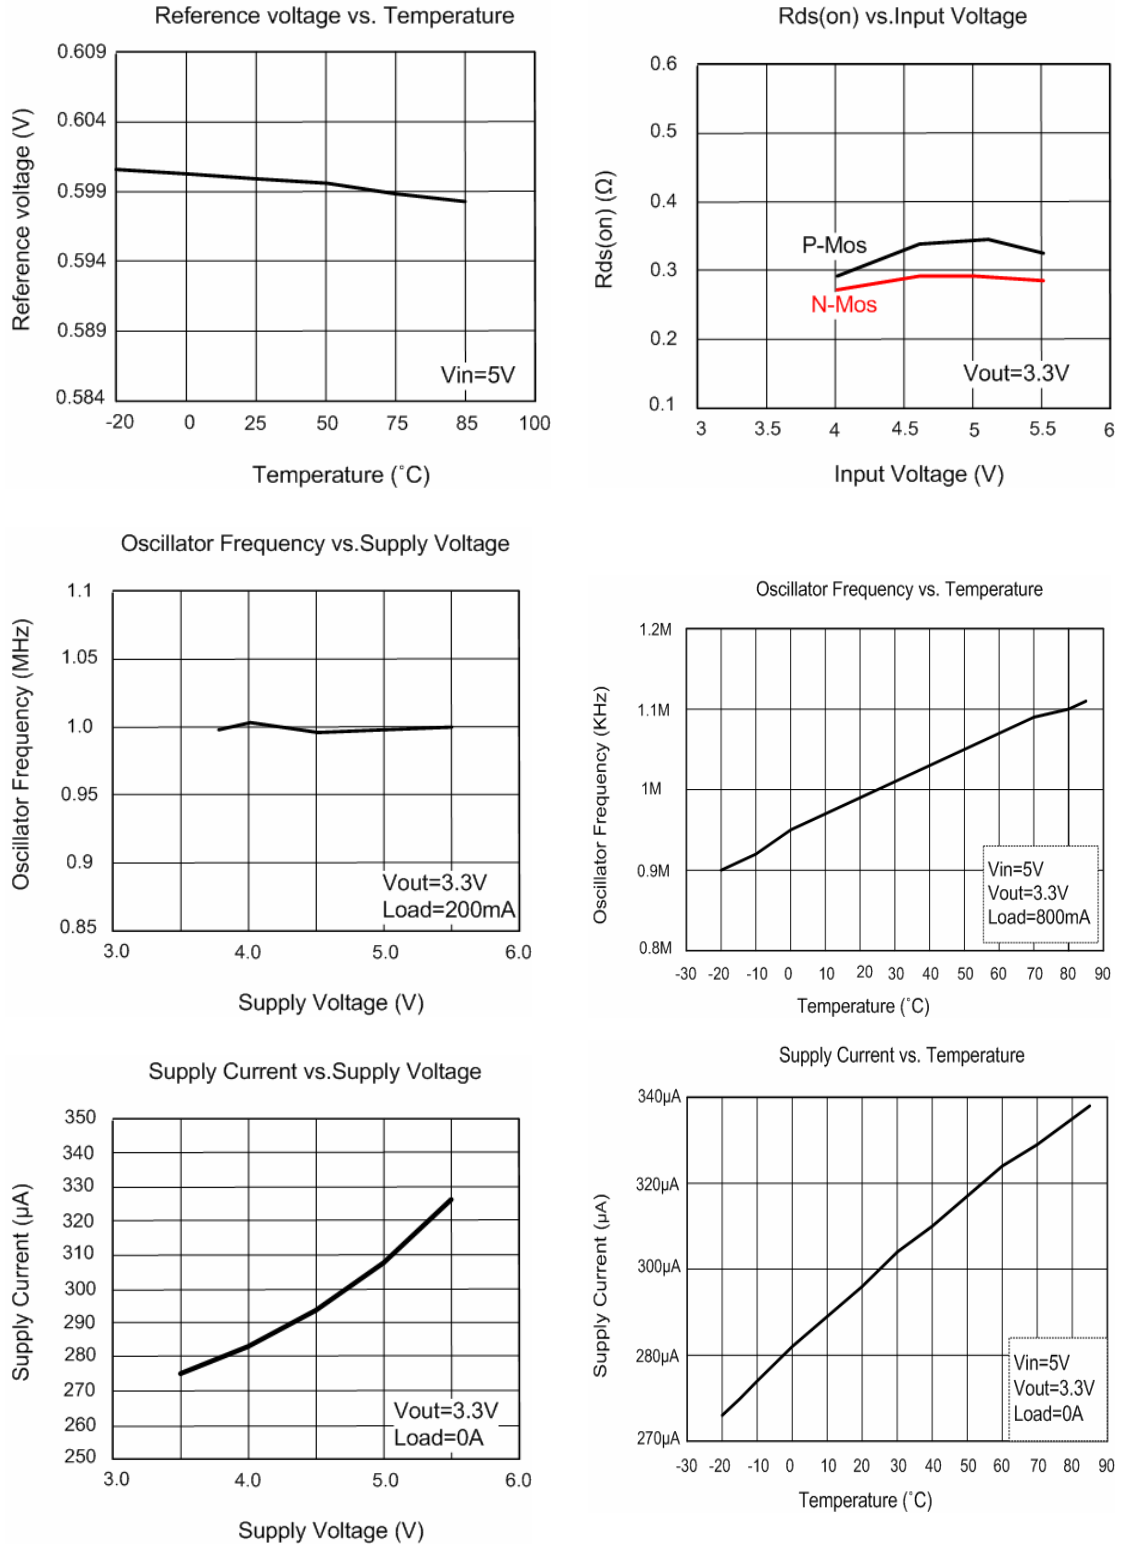 Reference voltage vs. Temperature
Reference voltage (V)
0.609
0.604
0.599
0.594
0.589
0.584
Vin=5V
-20 0 25 50 75 85 100
Temperature (˚C)
Rds(on) vs.Input Voltage
Rds(on) (Ω)
0.6
0.5
0.4
0.3
0.2
0.1
P-Mos
N-Mos
Vout=3.3V
3 3.5 4 4.5 5 5.5 6
Input Voltage (V)
Oscillator Frequency vs.Supply Voltage
Oscillator Frequency (MHz)
1.1
1.05
1.0
0.95
0.9
0.85
Vout=3.3V
Load=200mA
3.0 4.0 5.0 6.0
Supply Voltage (V)
Oscillator Frequency vs. Temperature
Oscillator Frequency (KHz)
1.2M
1.1M
1M
0.9M
0.8M
Vin=5V
Vout=3.3V
Load=800mA
-30 -20 -10 0 10 20 30 40 20 60 70 80 90
Temperature (˚C)
Supply Current vs.Supply Voltage
Supply Current (μA)
350
340
330
320
310
300
290
280
270
260
250
Vout=3.3V
Load=0A
3.0 4.0 5.0 6.0
Supply Voltage (V)
Supply Current vs. Temperature
Supply Current (μA)
340μA
320μA
300μA
280μA
270μA
Vin=5V
Vout=3.3V
Load=0A
-30 -20 -10 0 10 20 30 40 50 60 70 80 90
Temperature (˚C)